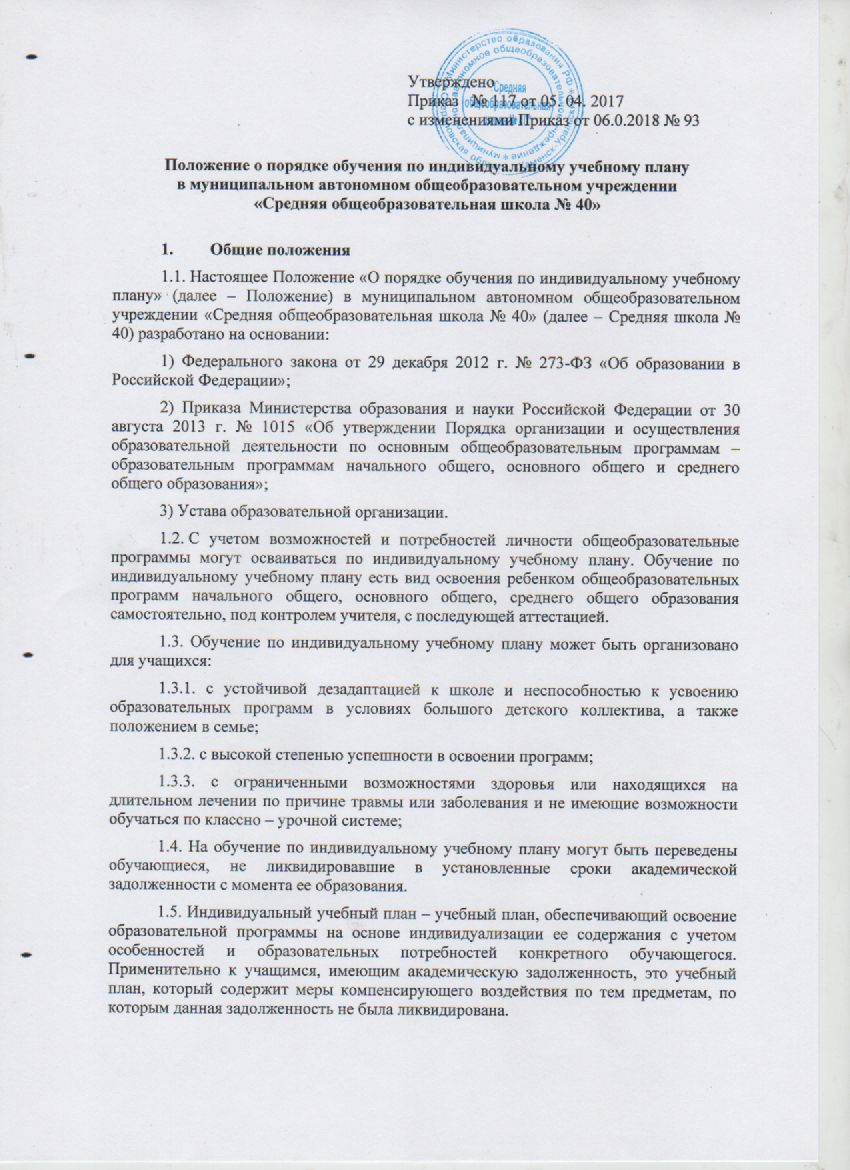 Утверждено
Приказ № 117 от 05. 04. 2017
с изменениями Приказ от 06.0.2018 № 93
Средняя
общеобразовательная
Положение о порядке обучения по индивидуальному учебному плану
в муниципальном автономном общеобразовательном учреждении
«Средняя общеобразовательная школа № 40»
1. Общие положения
1.1. Настоящее Положение «О порядке обучения по индивидуальному учебному
плану» (далее – Положение) в муниципальном автономном общеобразовательном
учреждении «Средняя общеобразовательная школа № 40» (далее – Средняя школа №
40) разработано на основании:
1) Федерального закона от 29 декабря 2012 г. № 273-ФЗ «Об образовании в
Российской Федерации»;
2) Приказа Министерства образования и науки Российской Федерации от 30
августа 2013 г. № 1015 «Об утверждении Порядка организации и осуществления
образовательной деятельности по основным общеобразовательным программам –
образовательным программам начального общего, основного общего и среднего
общего образования»;
3) Устава образовательной организации.
1.2. С учетом возможностей и потребностей личности общеобразовательные
программы могут осваиваться по индивидуальному учебному плану. Обучение по
индивидуальному учебному плану есть вид освоения ребенком общеобразовательных
программ начального общего, основного общего, среднего общего образования
самостоятельно, под контролем учителя, с последующей аттестацией.
1.3. Обучение по индивидуальному учебному плану может быть организовано
для учащихся:
1.3.1. с устойчивой дезадаптацией к школе и неспособностью к усвоению
образовательных программ в условиях большого детского коллектива, а также
положением в семье;
1.3.2. с высокой степенью успешности в освоении программ;
1.3.3. с ограниченными возможностями здоровья или находящихся на
длительном лечении по причине травмы или заболевания и не имеющие возможности
обучаться по классно – урочной системе;
1.4. На обучение по индивидуальному учебному плану могут быть переведены
обучающиеся, не ликвидировавшие в установленные сроки академической
задолженности с момента ее образования.
1.5. Индивидуальный учебный план – учебный план, обеспечивающий освоение
образовательной программы на основе индивидуализации ее содержания с учетом
особенностей и образовательных потребностей конкретного обучающегося.
Применительно к учащимся, имеющим академическую задолженность, это учебный
план, который содержит меры компенсирующего воздействия по тем предметам, по
которым данная задолженность не была ликвидирована.